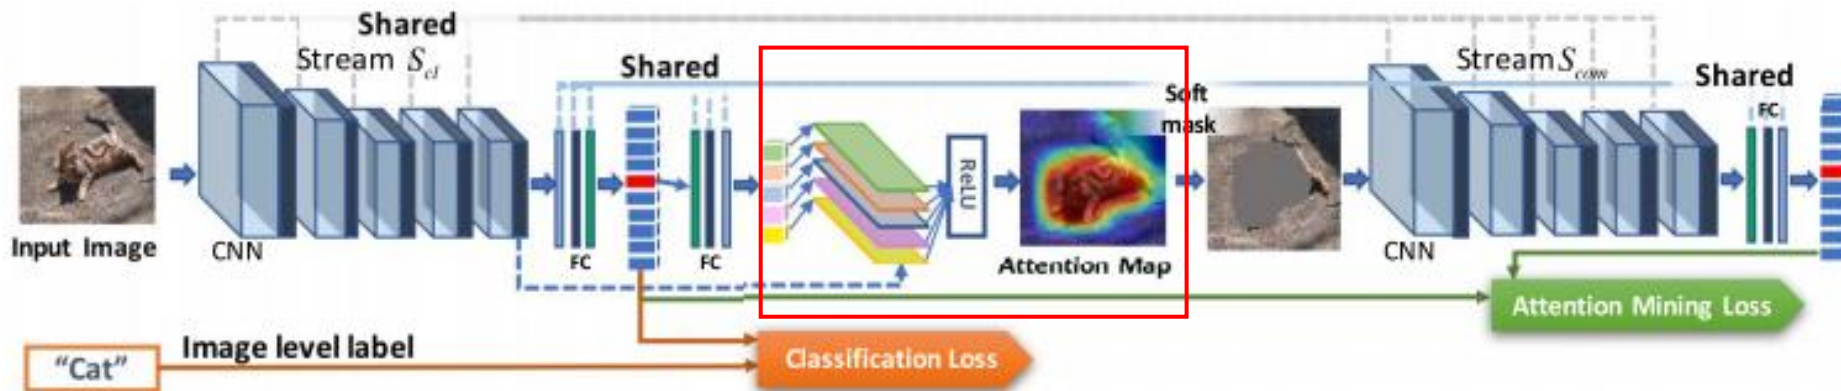 Shared
Stream S_cl
Shared
Stream S_com
Shared
Soft
mask
FC
ReLU
Input Image
CNN
FC
FC
Attention Map
CNN
Attention Mining Loss
Image level label
"Cat"
Classification Loss